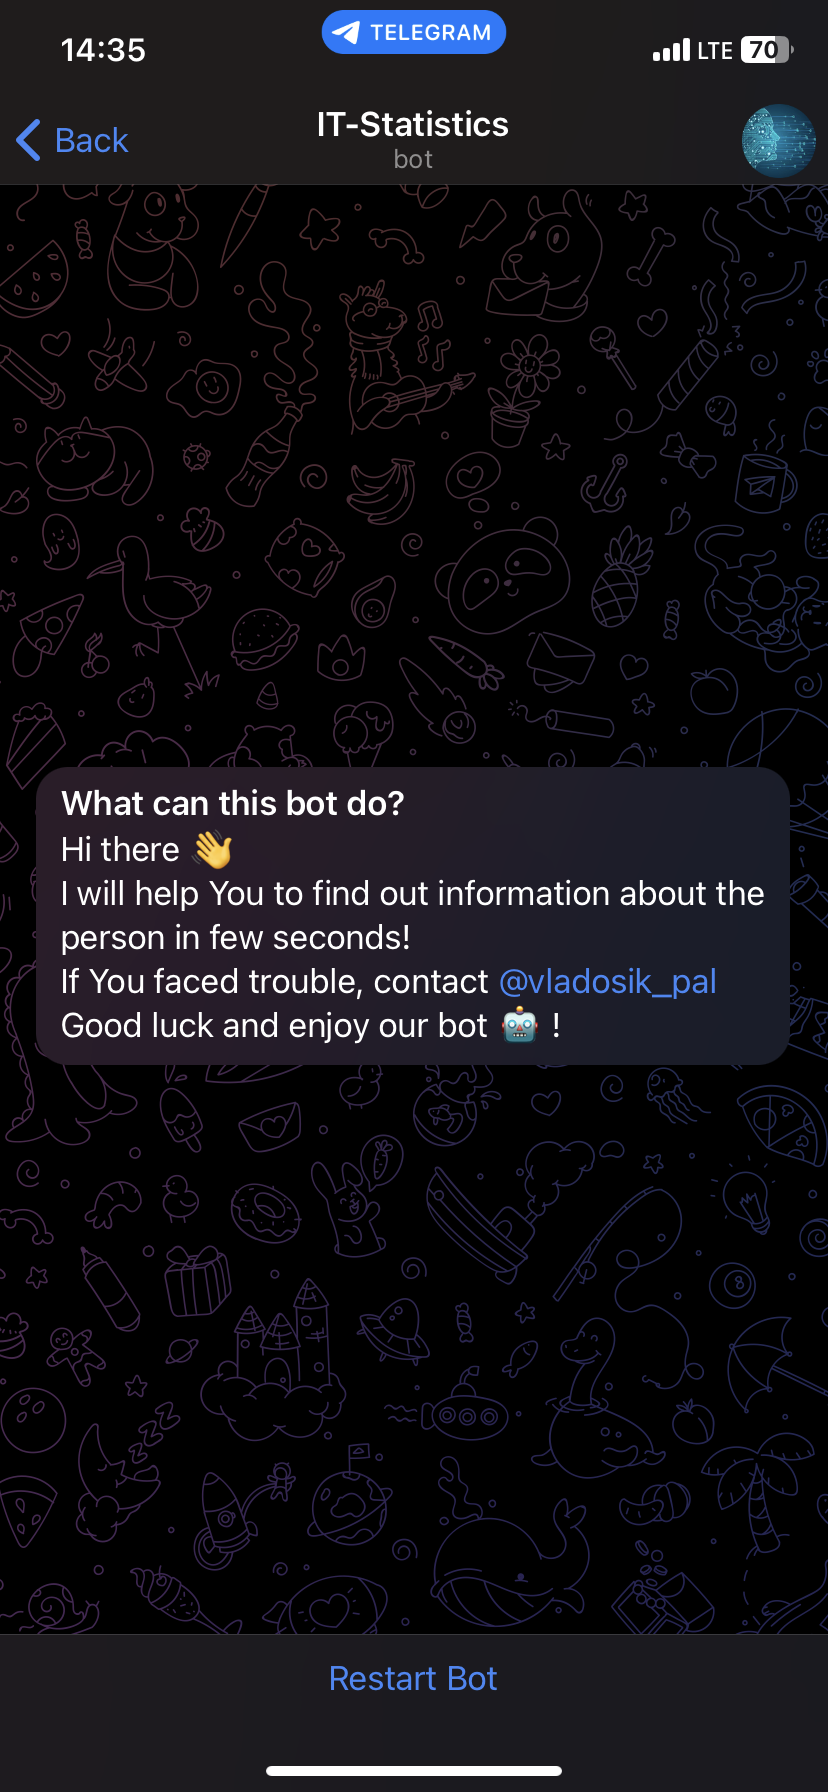 14:35
TELEGRAM
LTE 70
Back
IT-Statistics
bot
What can this bot do?
Hi there 👋
I will help You to find out information about the
person in few seconds!
If You faced trouble, contact @vladosik_pal
Good luck and enjoy our bot 🤖 !
Restart Bot